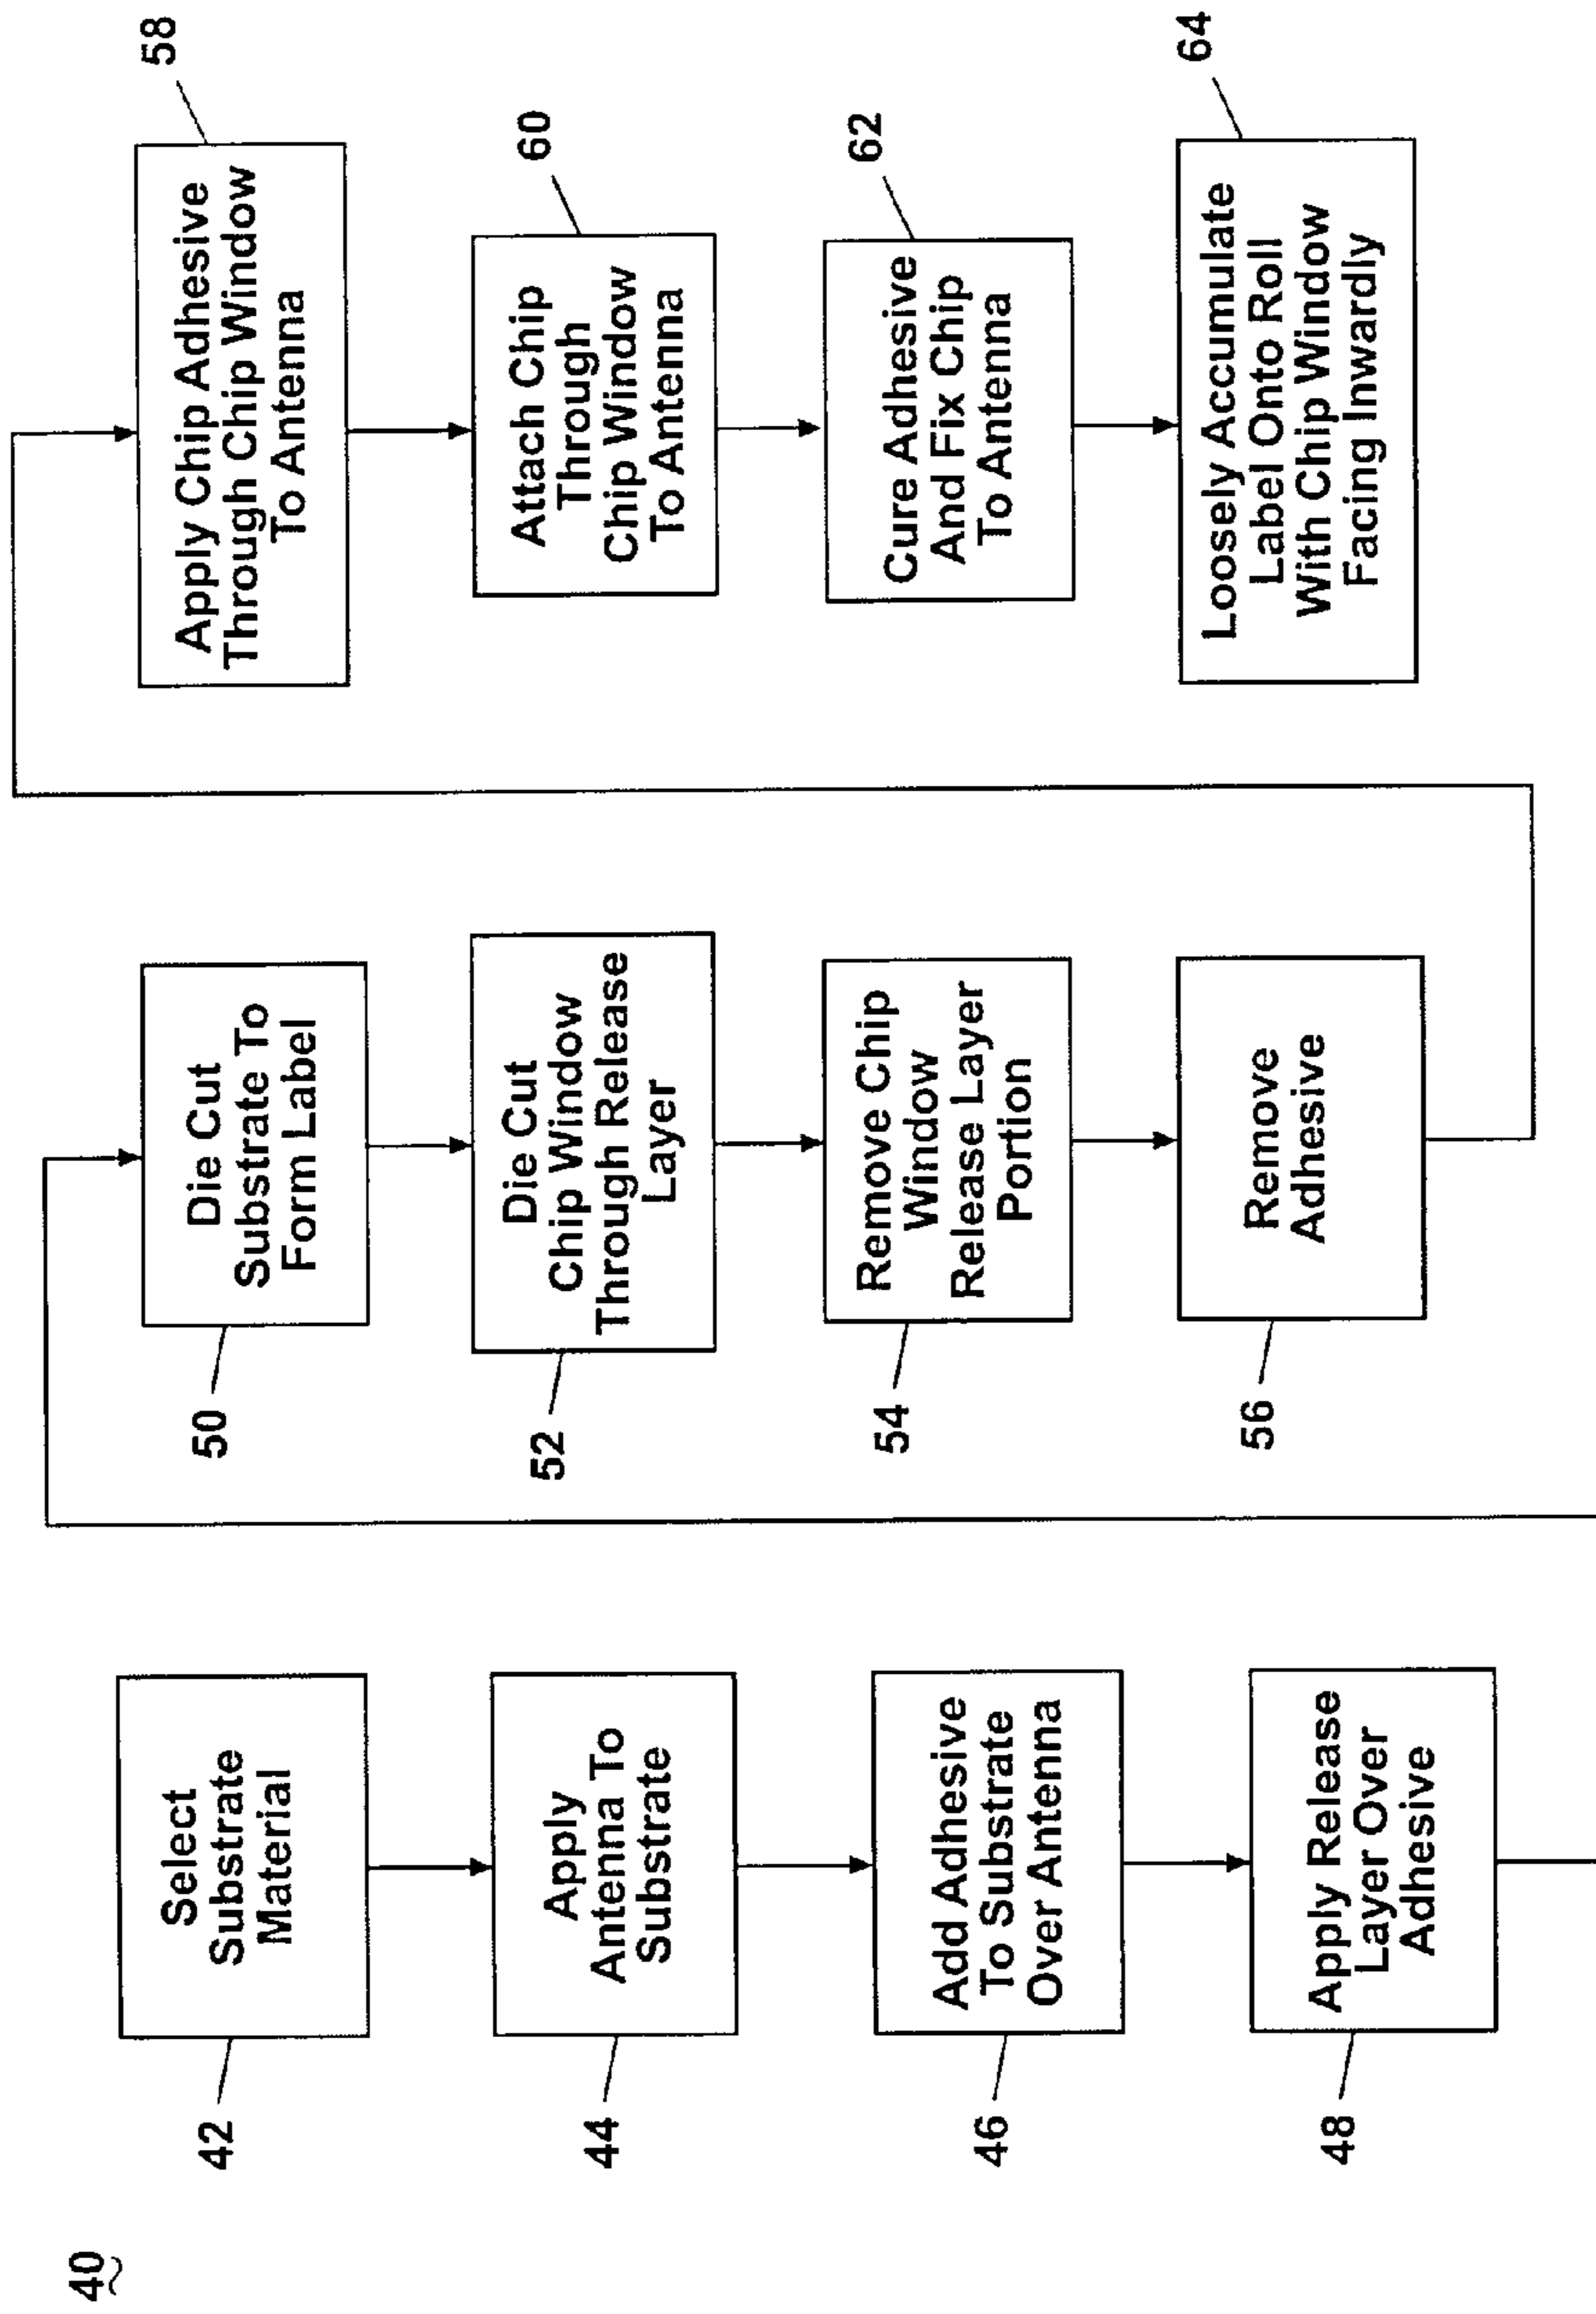 40
42
Select
Substrate
Material
44
Apply
Antenna To
Substrate
46
Add Adhesive
To Substrate
Over Antenna
48
Apply Release
Layer Over
Adhesive
50
Die Cut
Substrate To
Form Label
52
Die Cut
Chip Window
Through Release
Layer
54
Remove Chip
Window
Release Layer
Portion
56
Remove
Adhesive
58
Apply Chip Adhesive
Through Chip Window
To Antenna
60
Attach Chip
Through
Chip Window
To Antenna
62
Cure Adhesive
And Fix Chip
To Antenna
64
Loosely Accumulate
Label Onto Roll
With Chip Window
Facing Inwardly